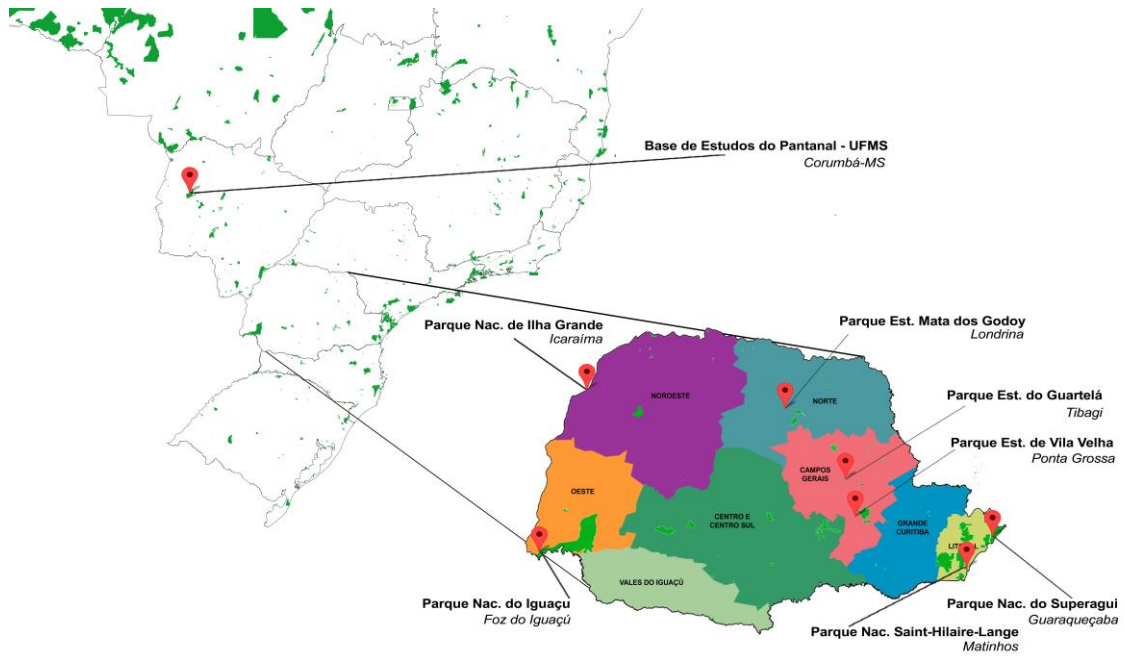 Base de Estudos do Pantanal - UFMS
Corumbá-MS
Parque Nac. de Ilha Grande
Icaraíma
Parque Est. Mata dos Godoy
Londrina
Parque Est. do Guartelá
Tibagi
Parque Est. de Vila Velha
Ponta Grossa
NOROESTE
NORTE
CAMPOS
GERAIS
OESTE
CENTRO E
CENTRO SUL
GRANDE
CURITIBA
VALES DO IGUAÇÚ
Parque Nac. do Iguaçu
Foz do Iguaçú
Parque Nac. do Superagui
Guaraqueçaba
Parque Nac. Saint-Hilaire-Lange
Matinhos